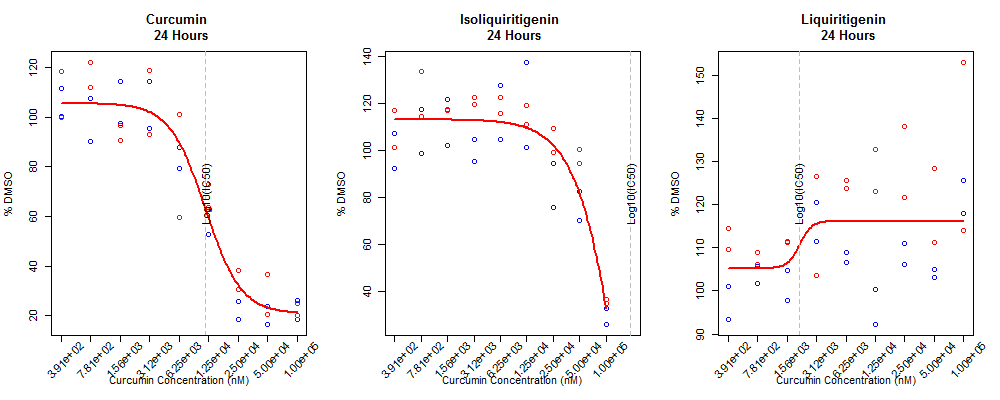 Curcumin
24 Hours
% DMSO
120
100
80
60
40
20
Log10(IC50)
3.91e+02
7.81e+02
1.56e+03
3.12e+03
6.25e+03
1.25e+04
2.50e+04
5.00e+04
1.00e+05
Curcumin Concentration (nM)
Isoliquiritigenin
24 Hours
% DMSO
140
120
100
80
60
40
Log10(IC50)
3.91e+02
7.81e+02
1.56e+03
3.12e+03
6.25e+03
1.25e+04
2.50e+04
5.00e+04
1.00e+05
Curcumin Concentration (nM)
Liquiritigenin
24 Hours
% DMSO
150
140
130
120
110
100
90
Log10(IC50)
3.91e+02
7.81e+02
1.56e+03
3.12e+03
6.25e+03
1.25e+04
2.50e+04
5.00e+04
1.00e+05
Curcumin Concentration (nM)